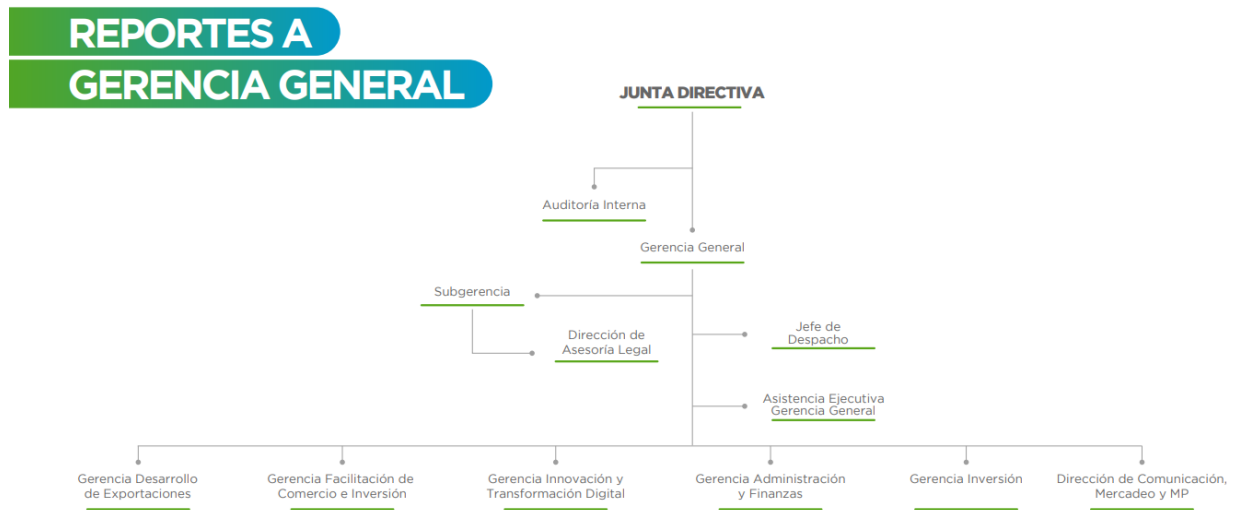 REPORTES A
GERENCIA GENERAL
JUNTA DIRECTIVA
Auditoría Interna
Gerencia General
Subgerencia
Dirección de
Asesoría Legal
Jefe de
Despacho
Asistencia Ejecutiva
Gerencia General
Gerencia Desarrollo
de Exportaciones
Gerencia Facilitación de
Comercio e Inversión
Gerencia Innovación y
Transformación Digital
Gerencia Administración
y Finanzas
Gerencia Inversión
Dirección de Comunicación,
Mercadeo y MP